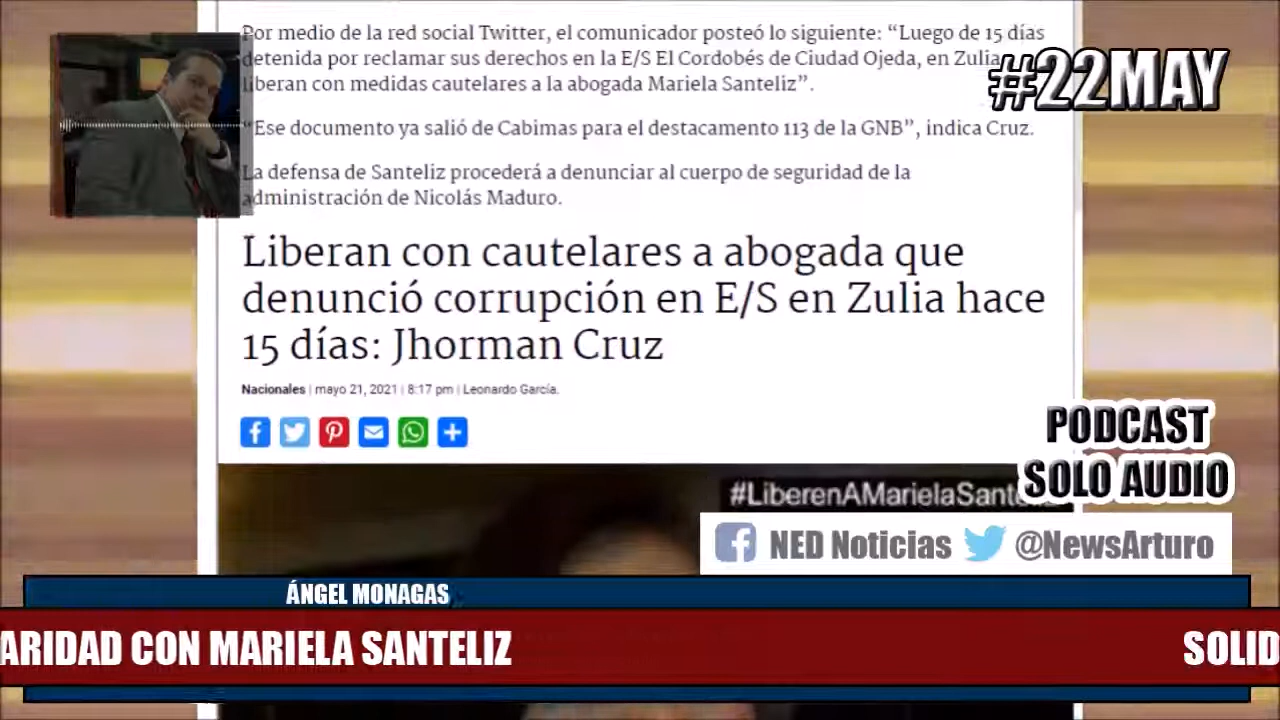 Por medio de la red social Twitter, el comunicador posteó lo siguiente: “Luego de 15 días
detenida por reclamar sus derechos en la E/S El Cordobés de Ciudad Ojeda, en Zulia
liberan con medidas cautelares a la abogada Mariela Santeliz”.
#22MAY
“Ese documento ya salió de Cabimas para el destacamento 113 de la GNB”, indica Cruz.
La defensa de Santeliz procederá a denunciar al cuerpo de seguridad de la
administración de Nicolás Maduro.
Liberan con cautelares a abogada que
denunció corrupción en E/S en Zulia hace
15 días: Jhorman Cruz
Nacionales | mayo 21, 2021 | 8:17 pm | Leonardo García.
PODCAST
SOLO AUDIO
#LiberenAMarielaSanteliz
NED Noticias @NewsArturo
ÁNGEL MONAGAS
ARIDAD CON MARIELA SANTELIZ SOLID